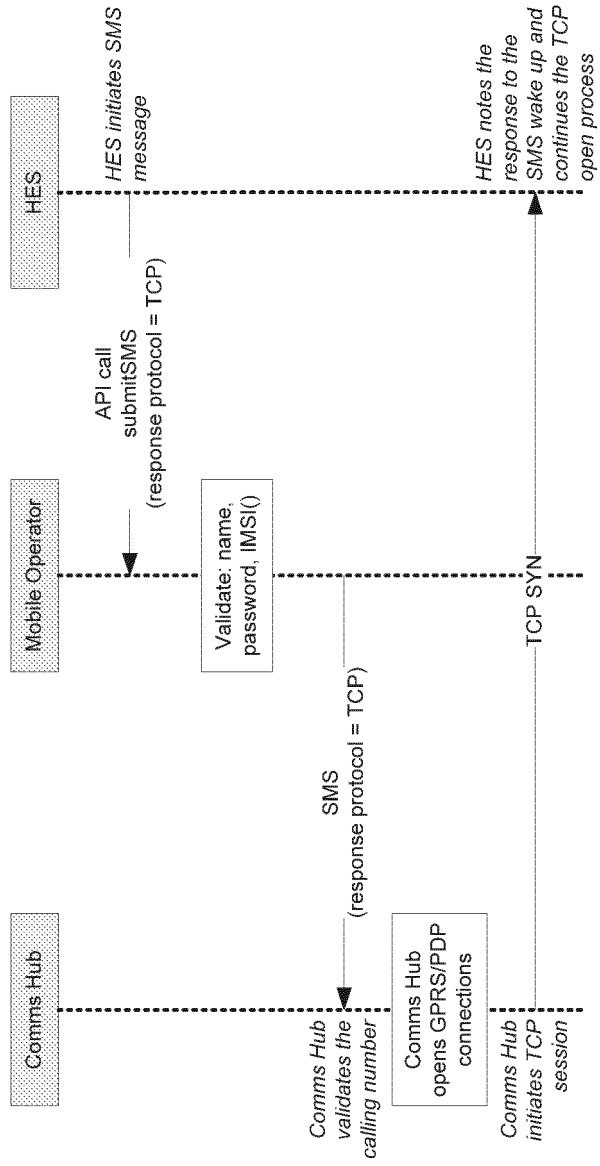 Comms Hub
Mobile Operator
HES
HES initiates SMS
message
API call
submitSMS
(response protocol = TCP)
Validate: name,
password, IMSI()
SMS
(response protocol = TCP)
Comms Hub
validates the
calling number
Comms Hub
opens GPRS/PDP
connections
Comms Hub
initiates TCP
session
TCP SYN
HES notes the
response to the
SMS wake up and
continues the TCP
open process